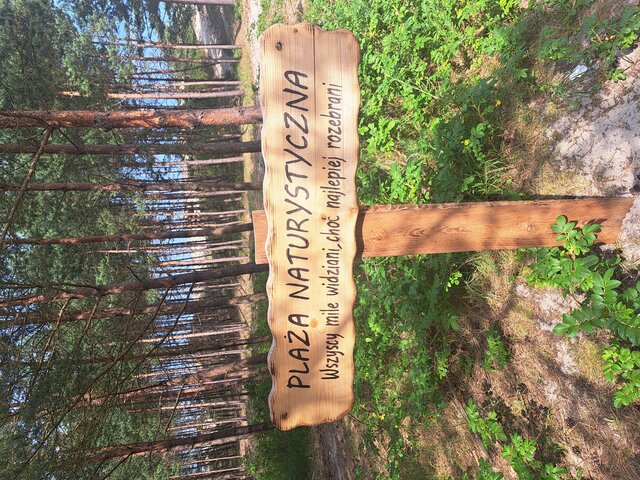 PLAŻA NATURYSTYCZNA
Wszyscy mile widziani, choć najlepiej rozebrani